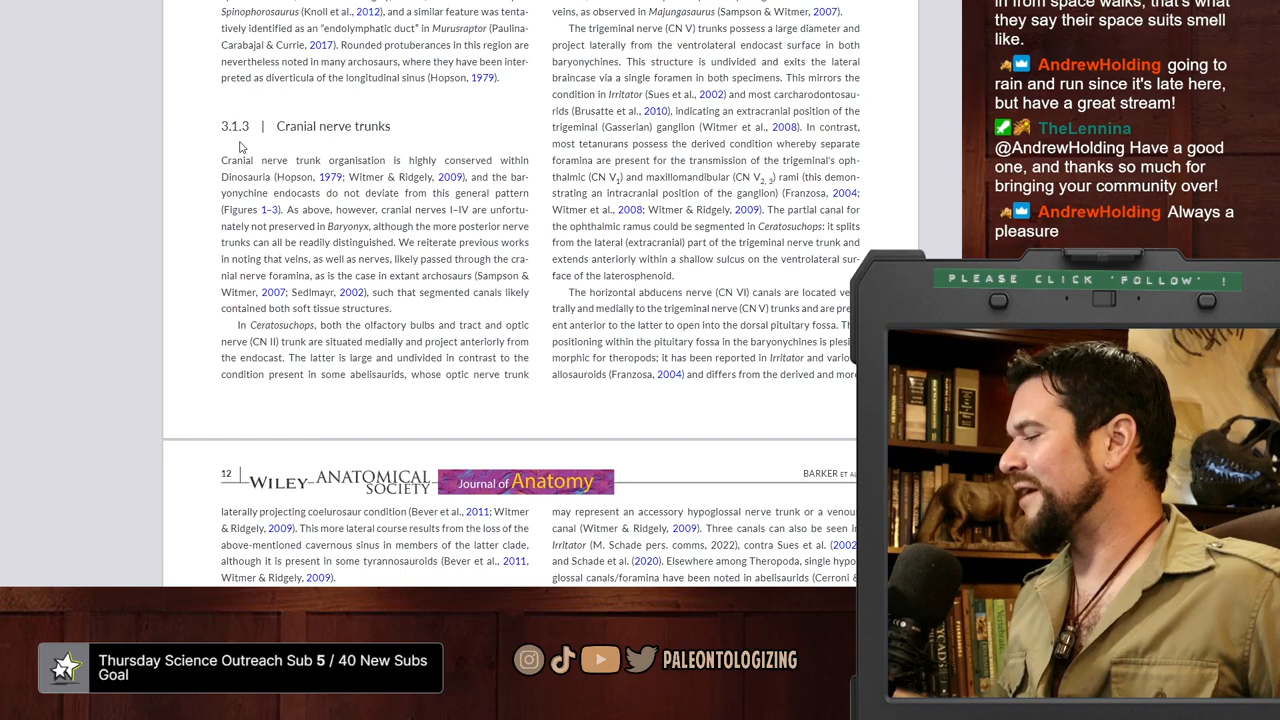 Spinophorosaurus (Knoll et al., 2012), and a similar feature was tenta-
tively identified as an “endolymphatic duct” in Murusraptor (Paulina-
Carabajal & Currie, 2017). Rounded protuberances in this region are
nevertheless noted in many archosaurs, where they have been inter-
preted as diverticula of the longitudinal sinus (Hopson, 1979).
3.1.3 | Cranial nerve trunks
Cranial nerve trunk organisation is highly conserved within
Dinosauria (Hopson, 1979; Witmer & Ridgely, 2009), and the bar-
yonychine endocasts do not deviate from this general pattern
(Figures 1–3). As above, however, cranial nerves I–IV are unfortu-
nately not preserved in Baryonyx, although the more posterior nerve
trunks can all be readily distinguished. We reiterate previous works
in noting that veins, as well as nerves, likely passed through the cra-
nial nerve foramina, as is the case in extant archosaurs (Sampson &
Witmer, 2007; Sedlmayr, 2002), such that segmented canals likely
contained both soft tissue structures.
In Ceratosuchops, both the olfactory bulbs and tract and optic
nerve (CN II) trunk are situated medially and project anteriorly from
the endocast. The latter is large and undivided in contrast to the
condition present in some abelisaurids, whose optic nerve trunk
veins, as observed in Majungasaurus (Sampson & Witmer, 2007).
The trigeminal nerve (CN V) trunks possess a large diameter and
project laterally from the ventrolateral endocast surface in both
baryonychines. This structure is undivided and exits the lateral
braincase via a single foramen in both specimens. This mirrors the
condition in Irritator (Sues et al., 2002) and most carcharodontosau-
rids (Brusatte et al., 2010), indicating an extracranial position of the
trigeminal (Gasserian) ganglion (Witmer et al., 2008). In contrast,
most tetanurans possess the derived condition whereby separate
foramina are present for the transmission of the trigeminal's oph-
thalmic (CN V1) and maxillomandibular (CN V2, 3) rami (this demon-
strating an intracranial position of the ganglion) (Franzosa, 2004;
Witmer et al., 2008; Witmer & Ridgely, 2009). The partial canal for
the ophthalmic ramus could be segmented in Ceratosuchops: it splits
from the lateral (extracranial) part of the trigeminal nerve trunk and
extends anteriorly within a shallow sulcus on the ventrolateral sur-
face of the laterosphenoid.
The horizontal abducens nerve (CN VI) canals are located
trally and medially to the trigeminal nerve (CN V) trunks and are
ent anterior to the latter to open into the dorsal pituitary fossa.
positioning within the pituitary fossa in the baryonychines is
morphic for theropods; it has been reported in Irritator and
allosauroids (Franzosa, 2004) and differs from the derived and more
12 WILEY ANATOMICAL SOCIETY Journal of Anatomy BARKER ET AL
laterally projecting coelurosaur condition (Bever et al., 2011; Witmer
& Ridgely, 2009). This more lateral course results from the loss of the
above-mentioned cavernous sinus in members of the latter clade,
although it is present in some tyrannosauroids (Bever et al., 2011,
Witmer & Ridgely, 2009).
may represent an accessory hypoglossal nerve trunk or a venou
canal (Witmer & Ridgely, 2009). Three canals can also be seen in
Irritator (M. Schade pers. comms, 2022), contra Sues et al. (2002
and Schade et al. (2020). Elsewhere among Theropoda, single hypo-
glossal canals/foramina have been noted in abelisaurids (Cerroni &
in from space walks, that's what
they say their space suits smell
like.
AndrewHolding going to
rain and run since it's late here,
but have a great stream!
TheLennina
@AndrewHolding Have a good
one, and thanks so much for
bringing your community over!
AndrewHolding Always a
pleasure
PLEASE CLICK 'FOLLOW' !
Thursday Science Outreach Sub 5 / 40 New Subs
Goal
PALEONTOLOGIZING